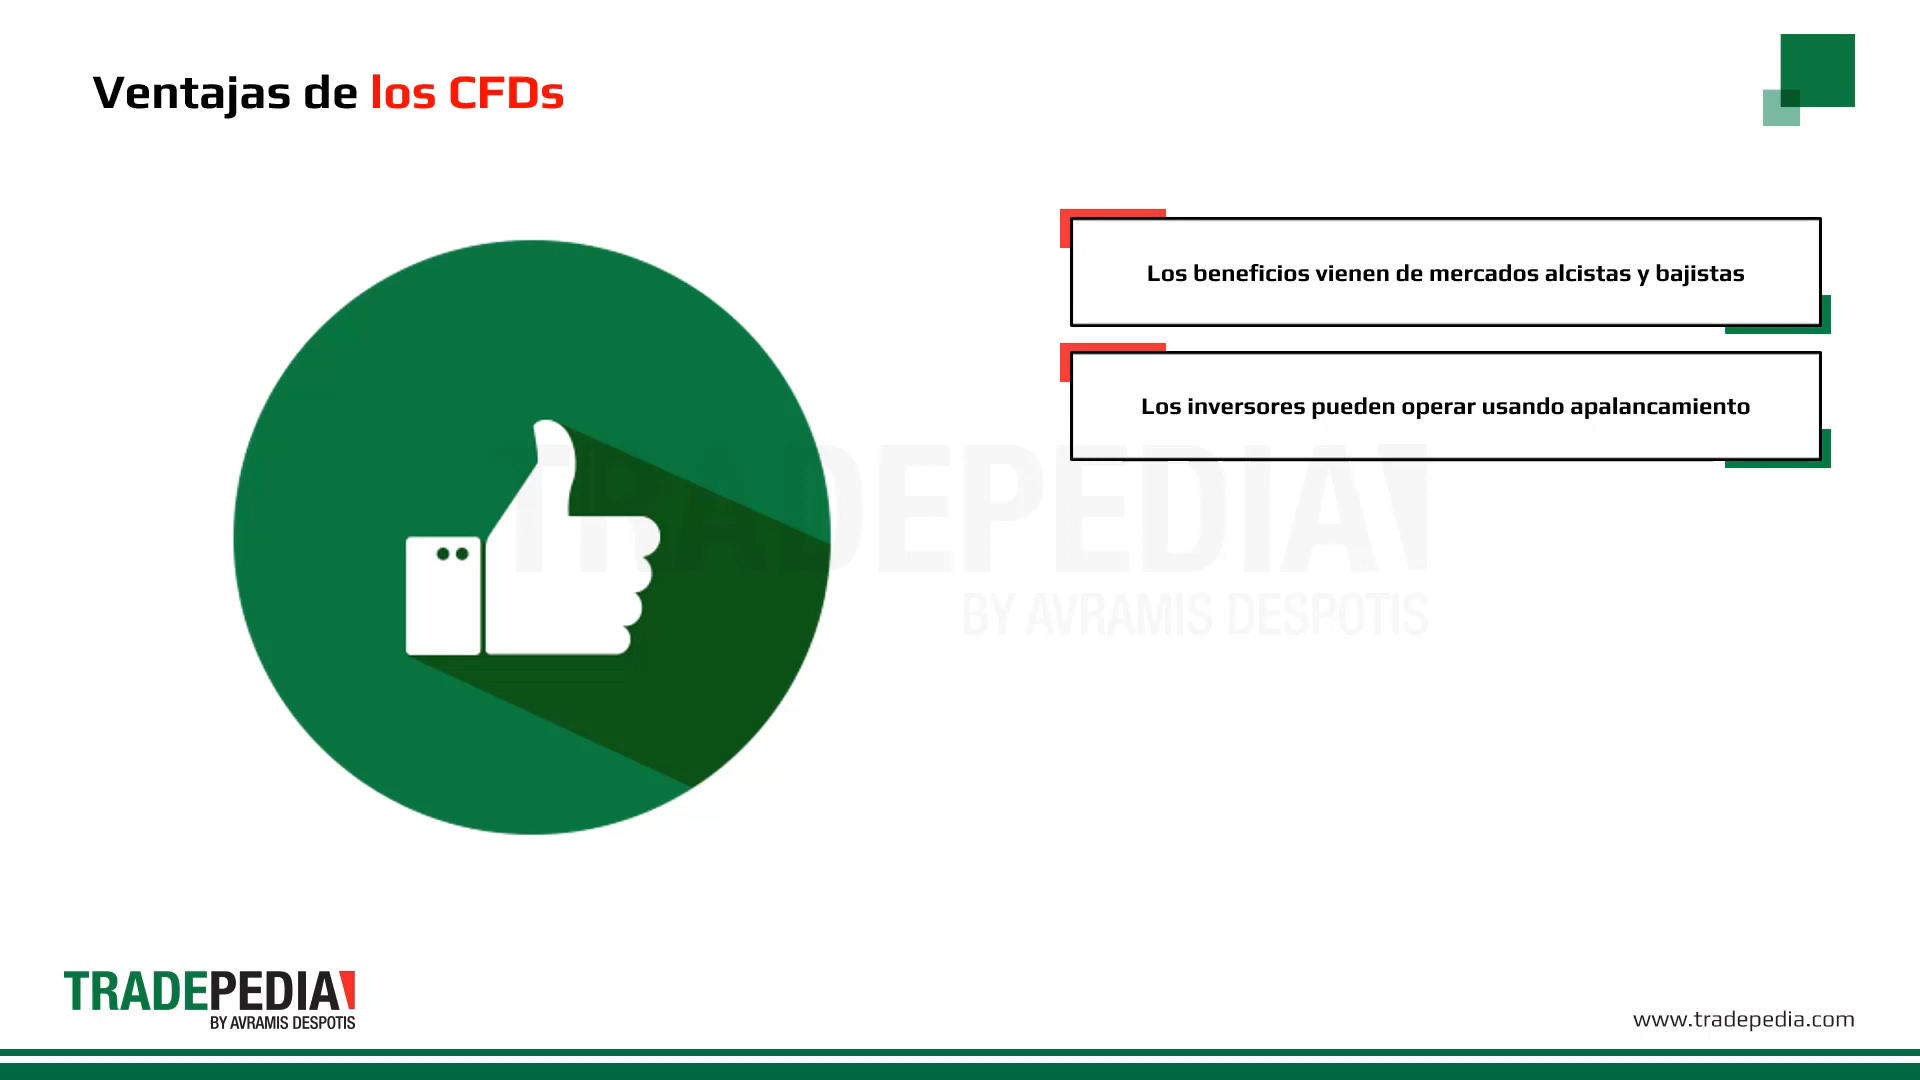 Ventajas de los CFDs
Los beneficios vienen de mercados alcistas y bajistas
Los inversores pueden operar usando apalancamiento
TRADEPEDIA
BY AVRAMIS DESPOTIS
TRADEPEDIA
BY AVRAMIS DESPOTIS
www.tradepedia.com